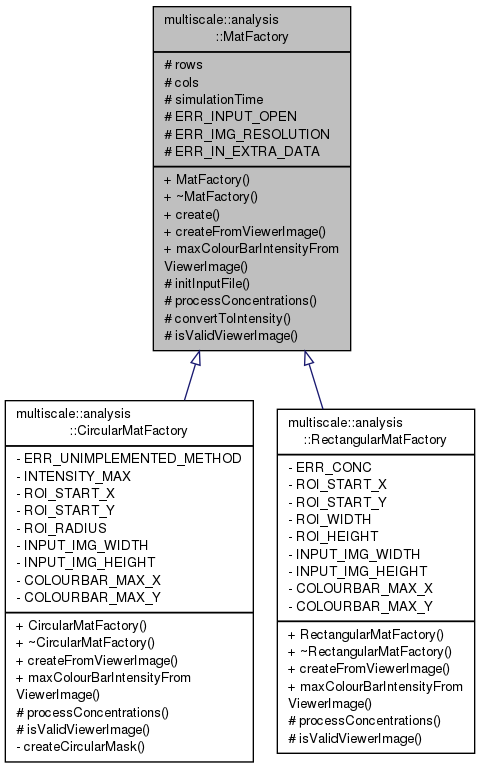 multiscale::analysis
::MatFactory
# rows
# cols
# simulationTime
# ERR_INPUT_OPEN
# ERR_IMG_RESOLUTION
# ERR_IN_EXTRA_DATA
+ MatFactory()
+ ~MatFactory()
+ create()
+ createFromViewerImage()
+ maxColourBarIntensityFrom
ViewerImage()
# initInputFile()
# processConcentrations()
# convertToIntensity()
# isValidViewerImage()
multiscale::analysis
::CircularMatFactory
- ERR_UNIMPLEMENTED_METHOD
- INTENSITY_MAX
- ROI_START_X
- ROI_START_Y
- ROI_RADIUS
- INPUT_IMG_WIDTH
- INPUT_IMG_HEIGHT
- COLOURBAR_MAX_X
- COLOURBAR_MAX_Y
+ CircularMatFactory()
+ ~CircularMatFactory()
+ createFromViewerImage()
+ maxColourBarIntensityFrom
ViewerImage()
# processConcentrations()
# isValidViewerImage()
- createCircularMask()
multiscale::analysis
::RectangularMatFactory
- ERR_CONC
- ROI_START_X
- ROI_START_Y
- ROI_WIDTH
- ROI_HEIGHT
- INPUT_IMG_WIDTH
- INPUT_IMG_HEIGHT
- COLOURBAR_MAX_X
- COLOURBAR_MAX_Y
+ RectangularMatFactory()
+ ~RectangularMatFactory()
+ createFromViewerImage()
+ maxColourBarIntensityFrom
ViewerImage()
# processConcentrations()
# isValidViewerImage()